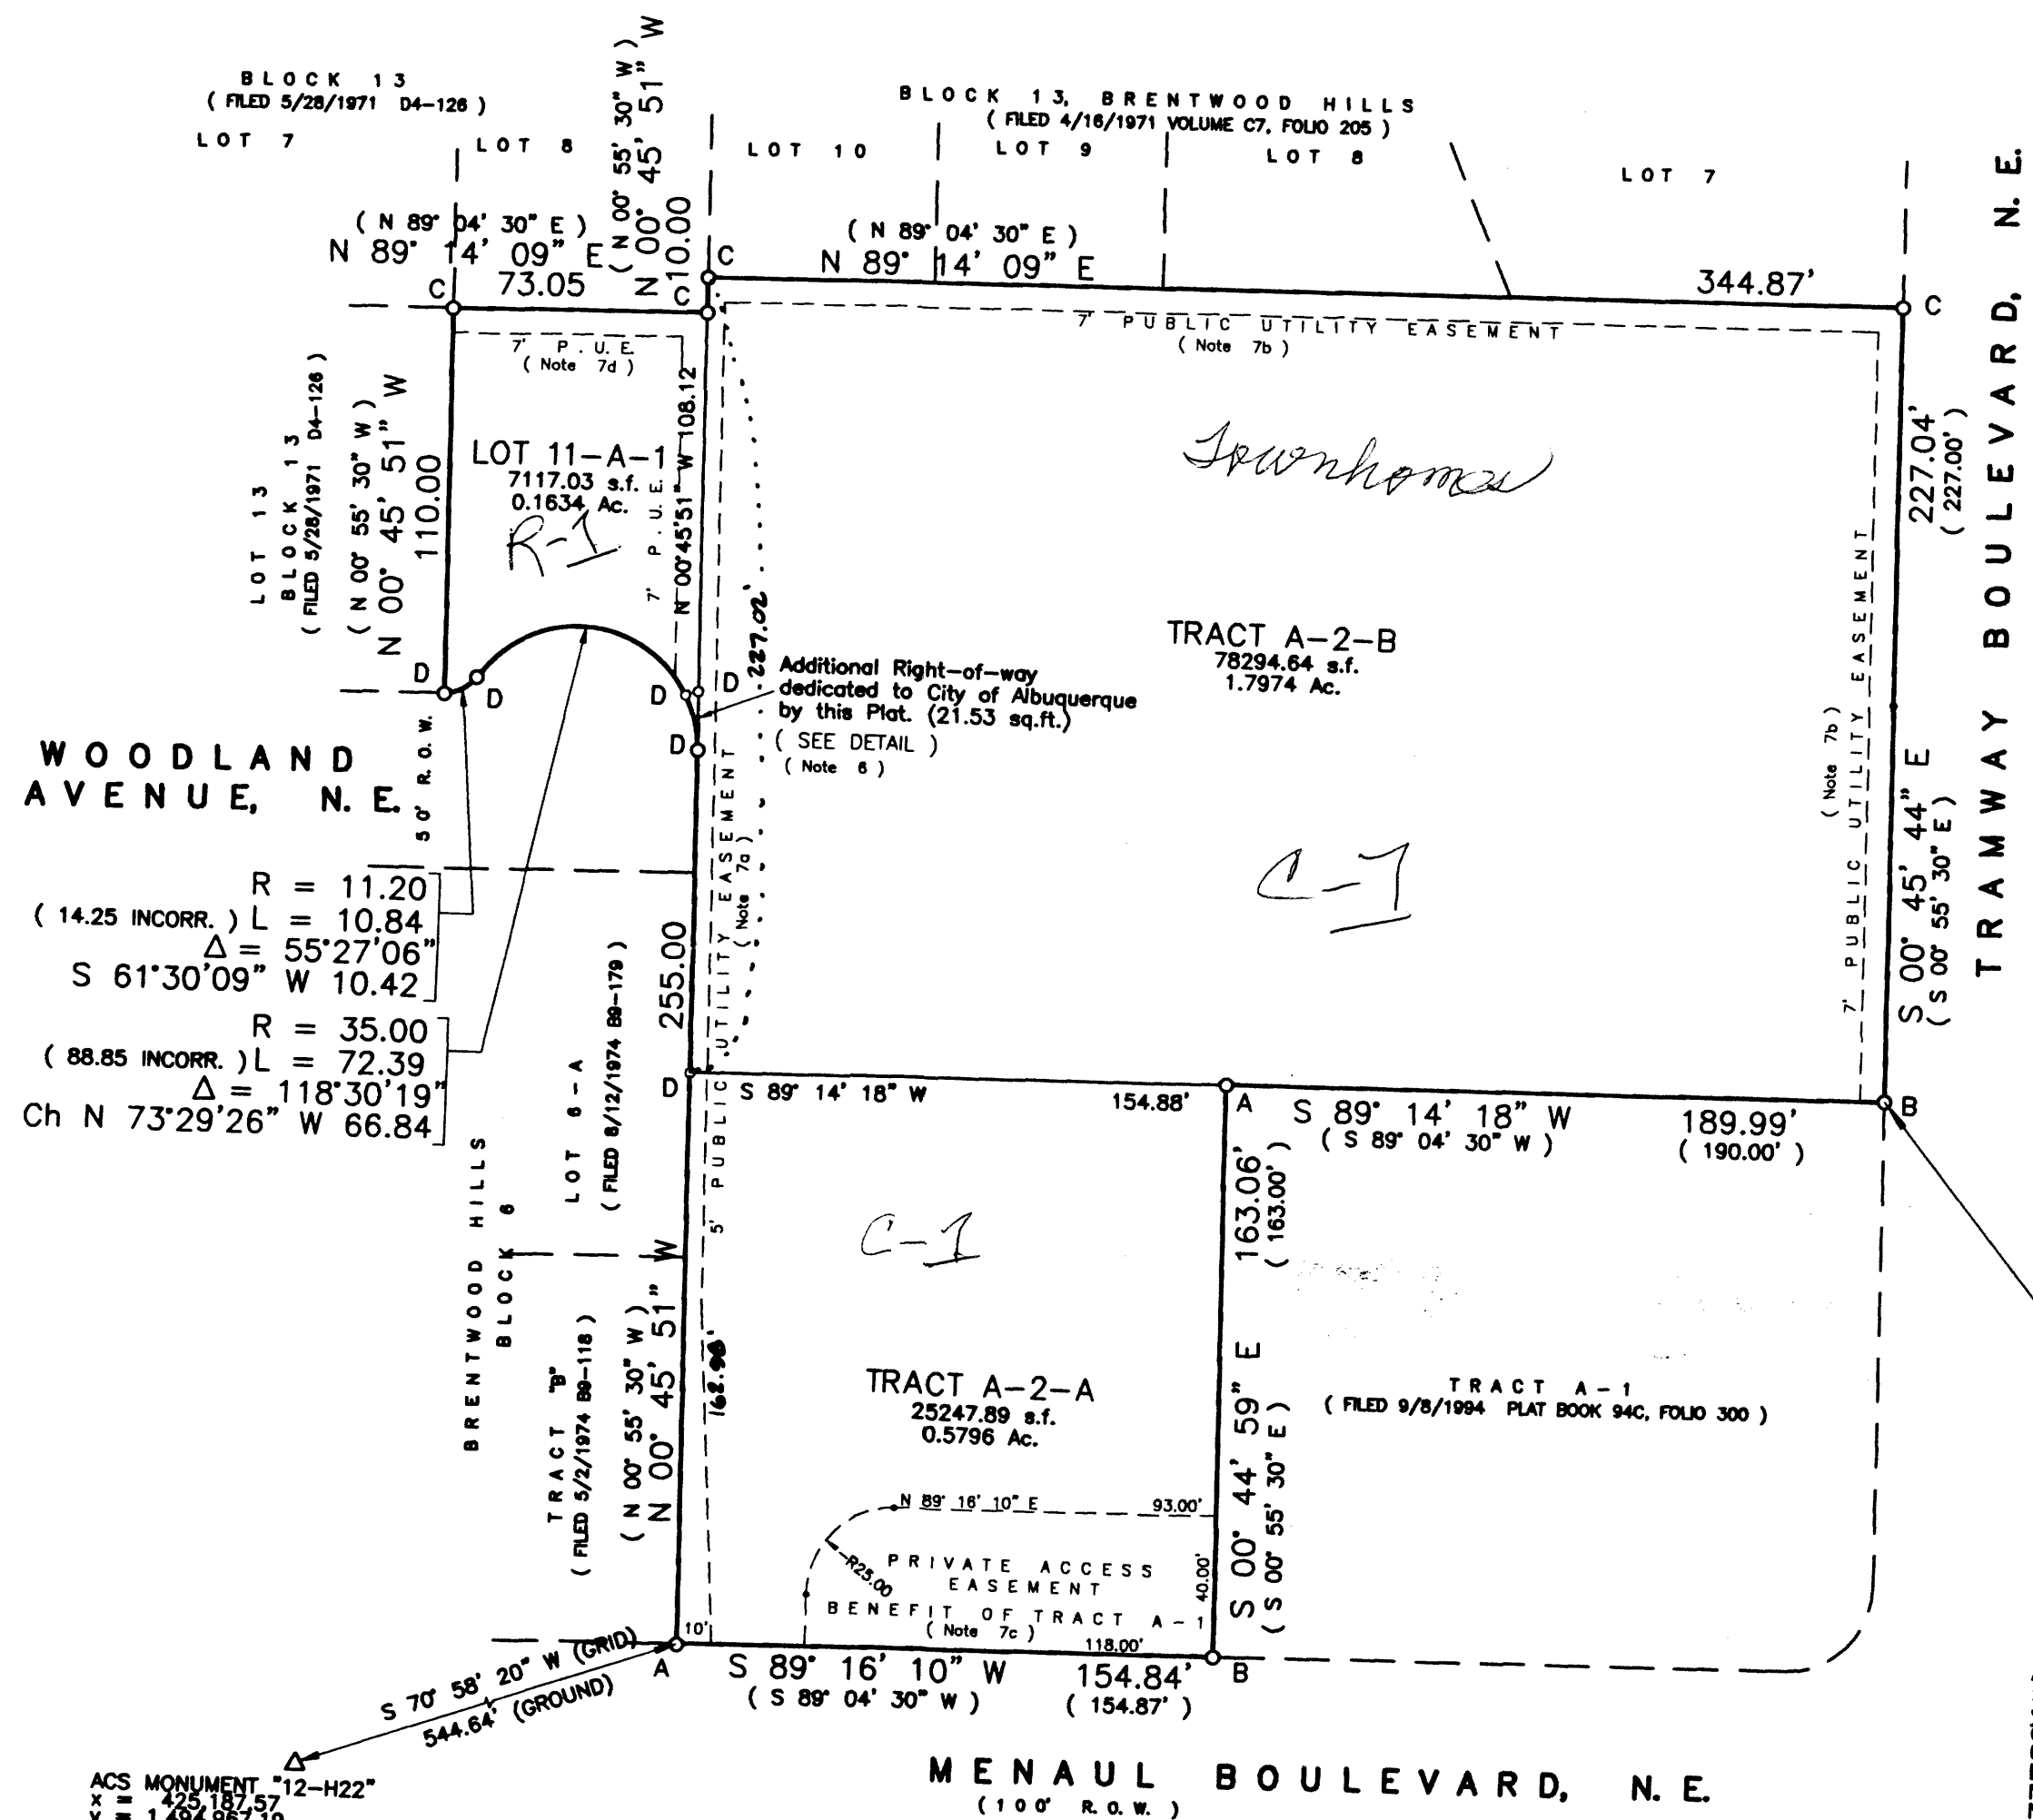 BLOCK 13
( FILED 5/28/1971 D4-126 )
LOT 7
LOT 8
( N 00° 55' 30" W )
N 00° 45' 51" W
10.00
BLOCK 13, BRENTWOOD HILLS
( FILED 4/16/1971 VOLUME C7, FOLIO 205 )
LOT 10
LOT 9
LOT 8
LOT 7
( N 89° 04' 30" E )
N 89° 14' 09" E
73.05
( N 89° 04' 30" E )
N 89° 14' 09" E
344.87'
C
C
C
C
7' P.U.E.
( Note 7d )
7' PUBLIC UTILITY EASEMENT
( Note 7b )
LOT 13
BLOCK 13
( FILED 5/28/1971 D4-126 )
( N 00° 55' 30" W )
N 00° 45' 51" W
110.00
LOT 11-A-1
7117.03 s.f.
0.1634 Ac.
R-1
7' P.U.E.
N 00°45'51" W 108.12
227.02'
Townhomes
TRACT A-2-B
78294.64 s.f.
1.7974 Ac.
C-1
227.04'
( 227.00' )
S 00° 45' 44" E
( S 00° 55' 30" E )
7' PUBLIC UTILITY EASEMENT
( Note 7b )
TRAMWAY BOULEVARD, N.E.
D
D
D
D
D
Additional Right-of-way
dedicated to City of Albuquerque
by this Plat. (21.53 sq.ft.)
( SEE DETAIL )
( Note 6 )
WOODLAND
AVENUE, N.E.
50' R.O.W.
R = 11.20
( 14.25 INCORR. ) L = 10.84
Δ = 55°27'06"
S 61°30'09" W 10.42
R = 35.00
( 88.85 INCORR. ) L = 72.39
Δ = 118°30'19"
Ch N 73°29'26" W 66.84
255.00
5' PUBLIC UTILITY EASEMENT
( Note 7a )
LOT 6-A
( FILED 8/12/1974 B9-179 )
D
S 89° 14' 18" W
154.88'
A
S 89° 14' 18" W
( S 89° 04' 30" W )
189.99'
( 190.00' )
B
BRENTWOOD HILLS
BLOCK 6
TRACT "B"
( FILED 5/2/1974 B9-118 )
( N 00° 55' 30" W )
N 00° 45' 51" W
162.98'
C-1
TRACT A-2-A
25247.89 s.f.
0.5796 Ac.
163.06'
( 163.00' )
S 00° 44' 59" E
( S 00° 55' 30" E )
TRACT A-1
( FILED 9/8/1994 PLAT BOOK 94C, FOLIO 300 )
N 89° 16' 10" E
93.00'
R25.00
PRIVATE ACCESS
EASEMENT
BENEFIT OF TRACT A-1
( Note 7c )
40.00'
118.00'
10'
A
S 89° 16' 10" W
154.84'
B
( S 89° 04' 30" W )
( 154.87' )
S 70° 58' 20" W (GRID)
544.64' (GROUND)
ACS MONUMENT "12-H22"
x = 425,187.57
MENAUL BOULEVARD, N.E.
(100' R.O.W.)